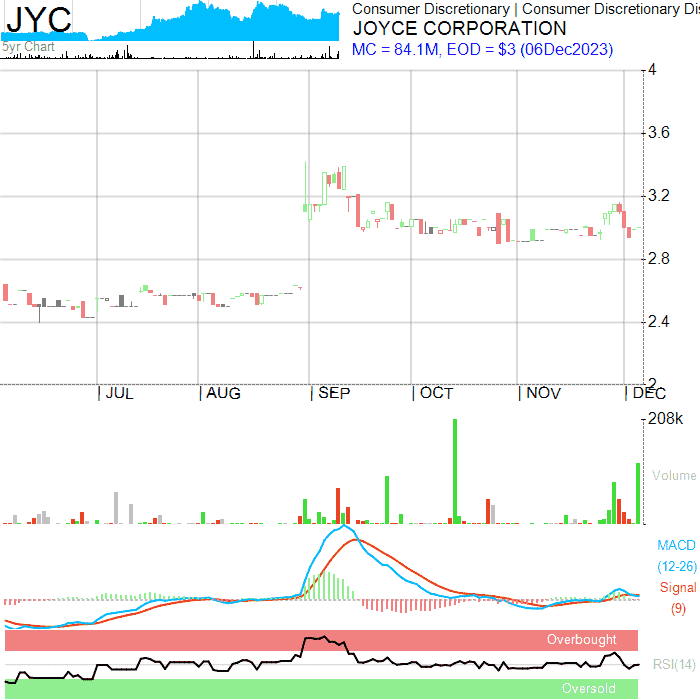 JYC
5yr Chart
Consumer Discretionary | Consumer Discretionary Dis
JOYCE CORPORATION
MC = 84.1M, EOD = $3 (06Dec2023)
4
3.6
3.2
2.8
2.4
2
| JUL | AUG | SEP | OCT | NOV | DEC
208k
Volume
MACD
(12-26)
Signal
(9)
Overbought
RSI(14)
Oversold